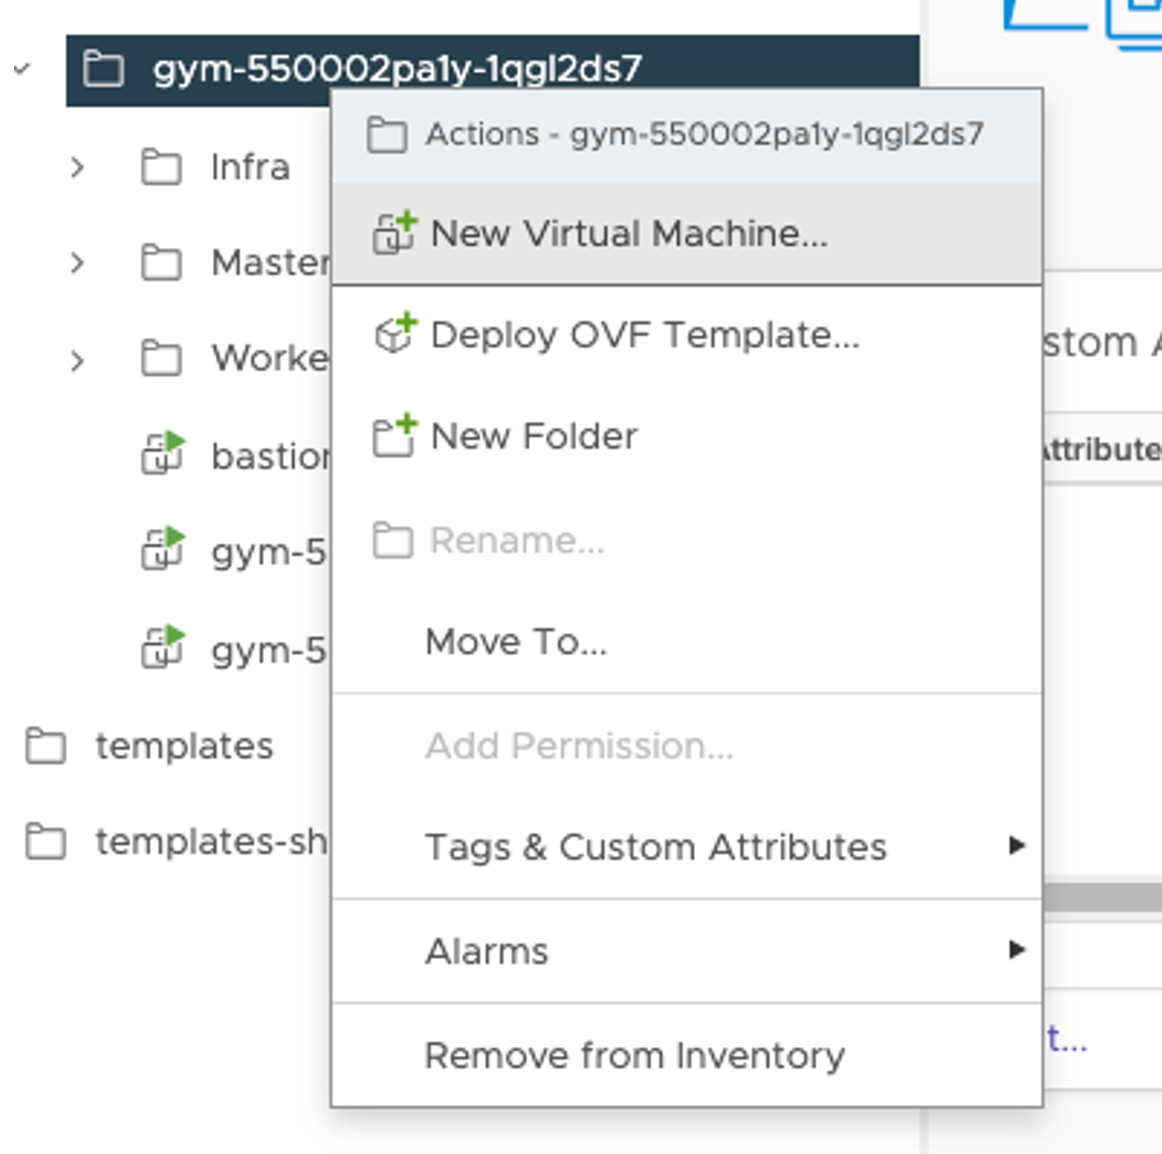 gym-550002pa1y-1qgl2ds7
Actions - gym-550002pa1y-1qgl2ds7
Infra
New Virtual Machine...
Master
Deploy OVF Template...
stom A
Worke
New Folder
ttribute
bastion
gym-5
Rename...
gym-5
Move To...
templates
Add Permission...
templates-sh
Tags & Custom Attributes
Alarms
t...
Remove from Inventory